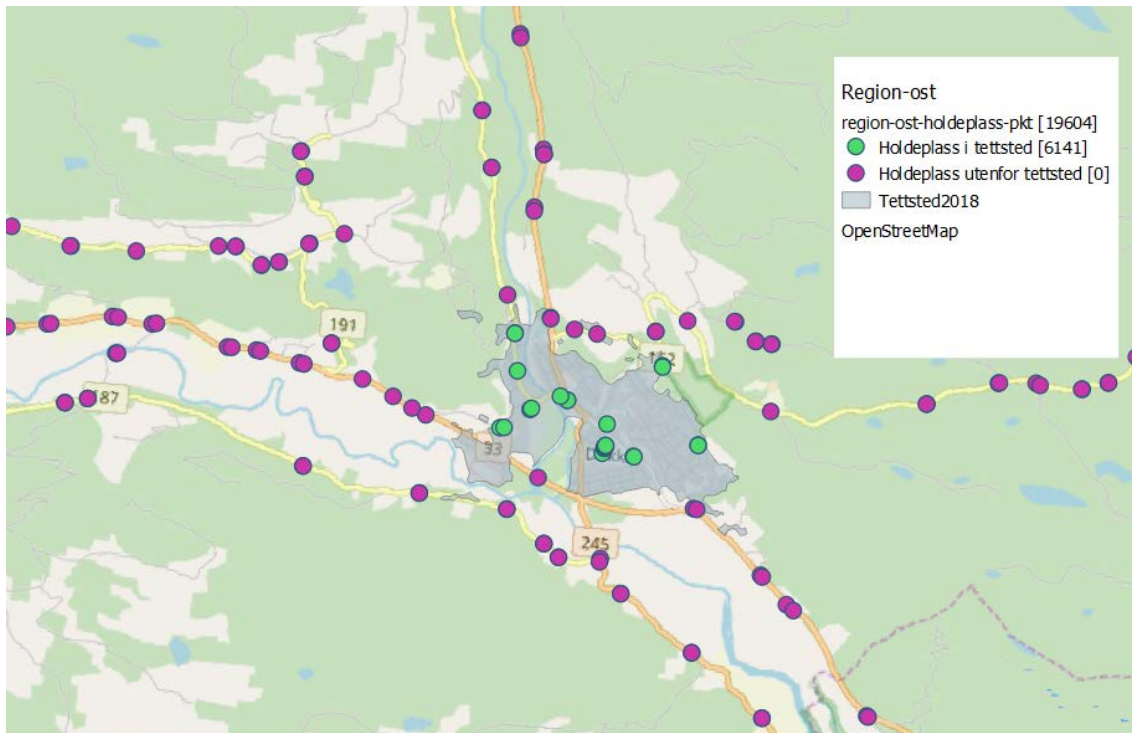 Region-ost
region-ost-holdeplass-pkt [19604]
Holdeplass i tettsted [6141]
Holdeplass utenfor tettsted [0]
Tettsted2018
OpenStreetMap
191
187
33
245